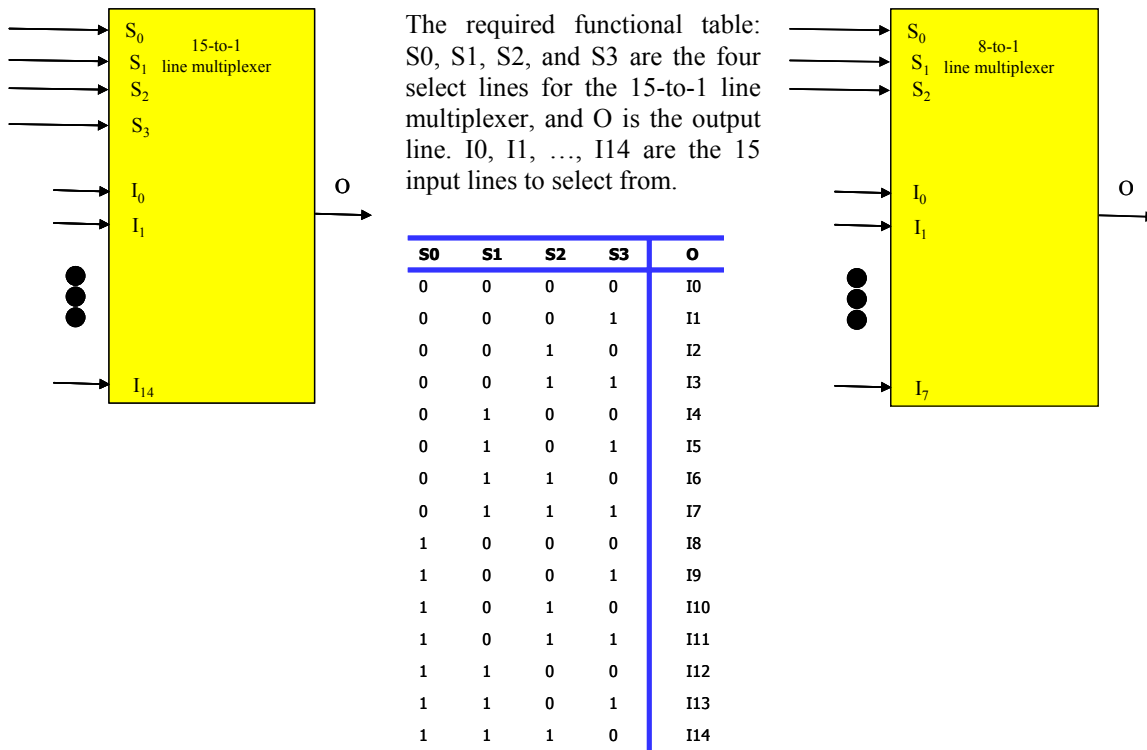 S0
15-to-1
line multiplexer
S1
S2
S3
I0
I1
I14
O
The required functional table:
S0, S1, S2, and S3 are the four
select lines for the 15-to-1 line
multiplexer, and O is the output
line. I0, I1, …, I14 are the 15
input lines to select from.
S0 S1 S2 S3 O
0 0 0 0 I0
0 0 0 1 I1
0 0 1 0 I2
0 0 1 1 I3
0 1 0 0 I4
0 1 0 1 I5
0 1 1 0 I6
0 1 1 1 I7
1 0 0 0 I8
1 0 0 1 I9
1 0 1 0 I10
1 0 1 1 I11
1 1 0 0 I12
1 1 0 1 I13
1 1 1 0 I14
S0
8-to-1
line multiplexer
S1
S2
I0
I1
I7
O